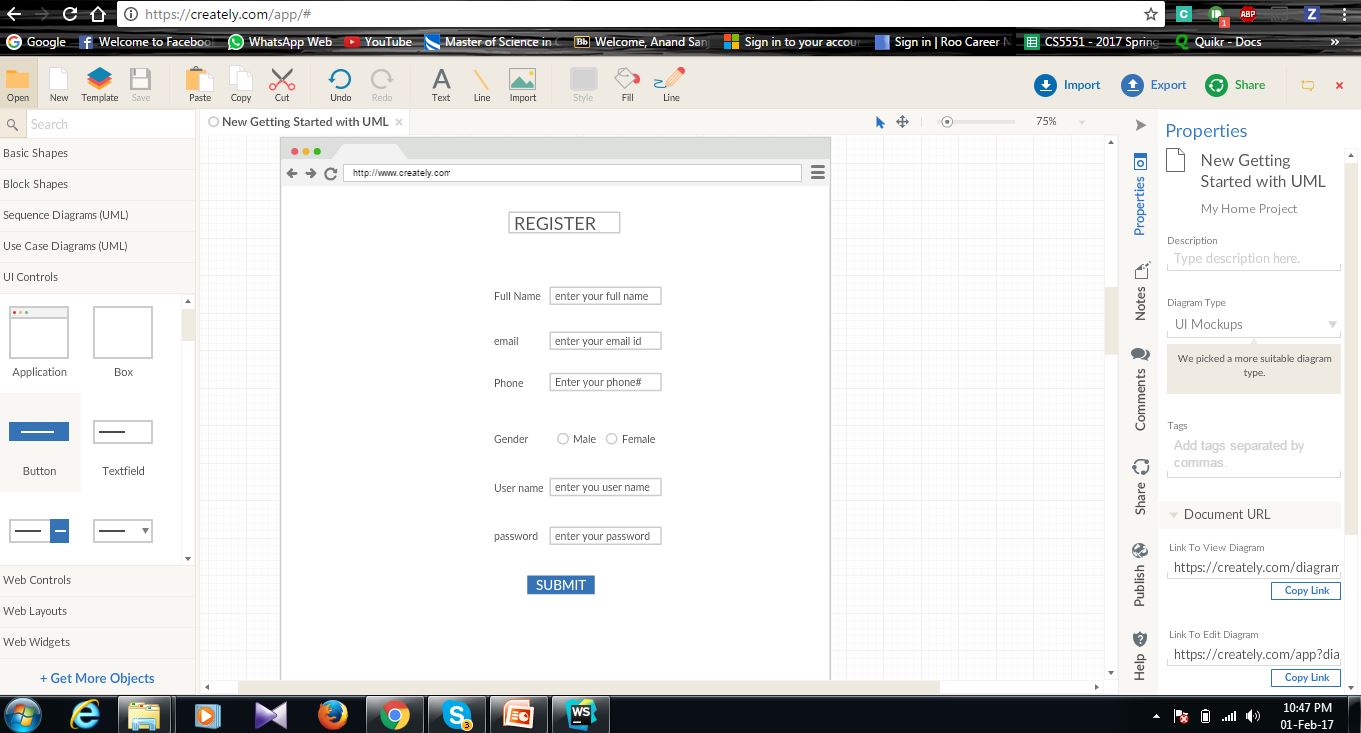 https://creately.com/app/#
C
1
ABP
Z
Google
Welcome to Faceboo
WhatsApp Web
YouTube
Master of Science in
Bb Welcome, Anand San
Sign in to your accou
Sign in | Roo Career N
CS5551 - 2017 Spring
Quikr - Docs
»
Open
New
Template
Save
Paste
Copy
Cut
Undo
Redo
Text
Line
Import
Style
Fill
Line
Import
Export
Share
Search
New Getting Started with UML
75%
Basic Shapes
Block Shapes
Sequence Diagrams (UML)
Use Case Diagrams (UML)
UI Controls
Application
Box
Button
Textfield
Web Controls
Web Layouts
Web Widgets
+ Get More Objects
http://www.creately.com
REGISTER
Full Name enter your full name
email enter your email id
Phone Enter your phone#
Gender Male Female
User name enter you user name
password enter your password
SUBMIT
Properties
Notes
Comments
Share
Publish
Help
Properties
New Getting
Started with UML
My Home Project
Description
Type description here.
Diagram Type
UI Mockups
We picked a more suitable diagram
type.
Tags
Add tags separated by
commas.
Document URL
Link To View Diagram
https://creately.com/diagram
Copy Link
Link To Edit Diagram
https://creately.com/app?dia
Copy Link
S
3
WS
10:47 PM
01-Feb-17